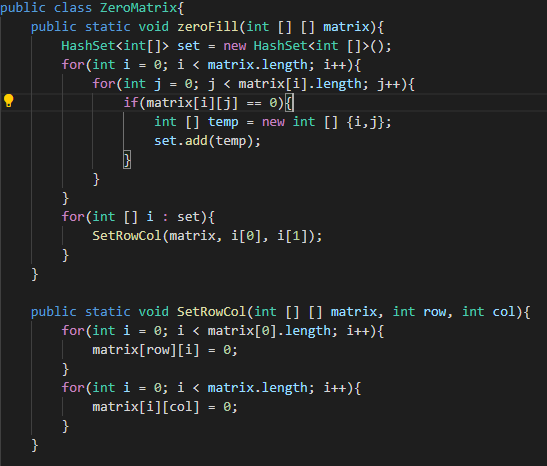 public class ZeroMatrix{
    public static void zeroFill(int [] [] matrix){
        HashSet<int[]> set = new HashSet<int []>();
        for(int i = 0; i < matrix.length; i++){
            for(int j = 0; j < matrix[i].length; j++){
                if(matrix[i][j] == 0){
                    int [] temp = new int [] {i,j};
                    set.add(temp);
                }
            }
        }
        for(int [] i : set){
            SetRowCol(matrix, i[0], i[1]);
        }
    }

    public static void SetRowCol(int [] [] matrix, int row, int col){
        for(int i = 0; i < matrix[0].length; i++){
            matrix[row][i] = 0;
        }
        for(int i = 0; i < matrix.length; i++){
            matrix[i][col] = 0;
        }
    }